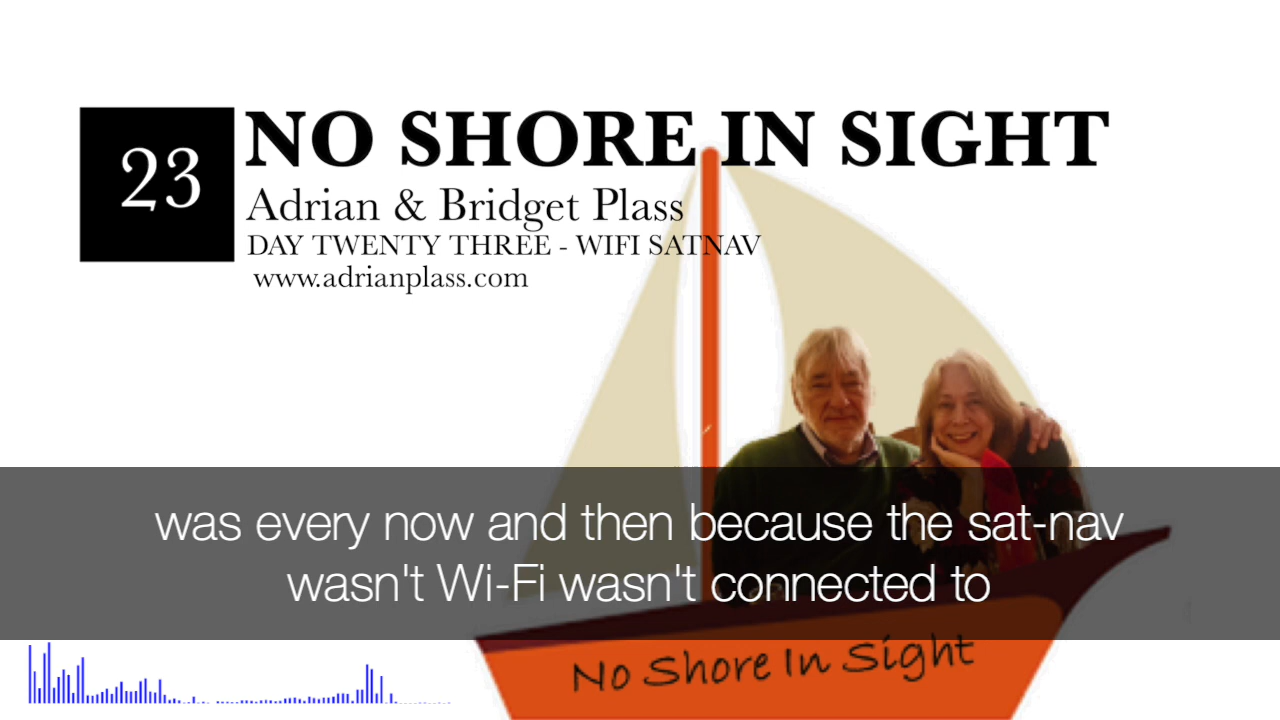 23
NO SHORE IN SIGHT
Adrian & Bridget Plass
DAY TWENTY THREE - WIFI SATNAV
www.adrianplass.com
was every now and then because the sat-nav
wasn't Wi-Fi wasn't connected to
No Shore In Sight